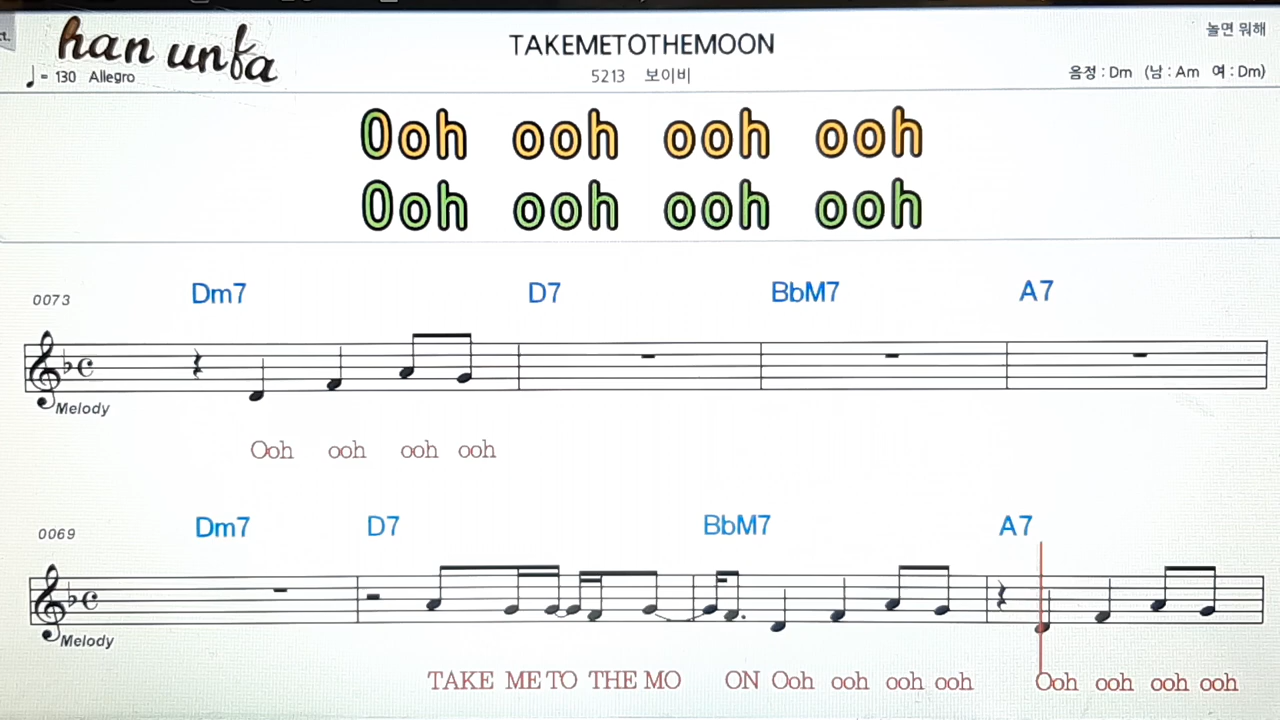 ct.
han unfa
놀면 뭐해
TAKEMETOTHEMOON
♩= 130 Allegro
5213 보이비
음정 : Dm (남 : Am 여 : Dm)
Ooh ooh ooh ooh
Ooh ooh ooh ooh
0073 Dm7 D7 BbM7 A7
Melody
Ooh ooh ooh ooh
0069 Dm7 D7 BbM7 A7
Melody
TAKE ME TO THE MO ON Ooh ooh ooh ooh Ooh ooh ooh ooh